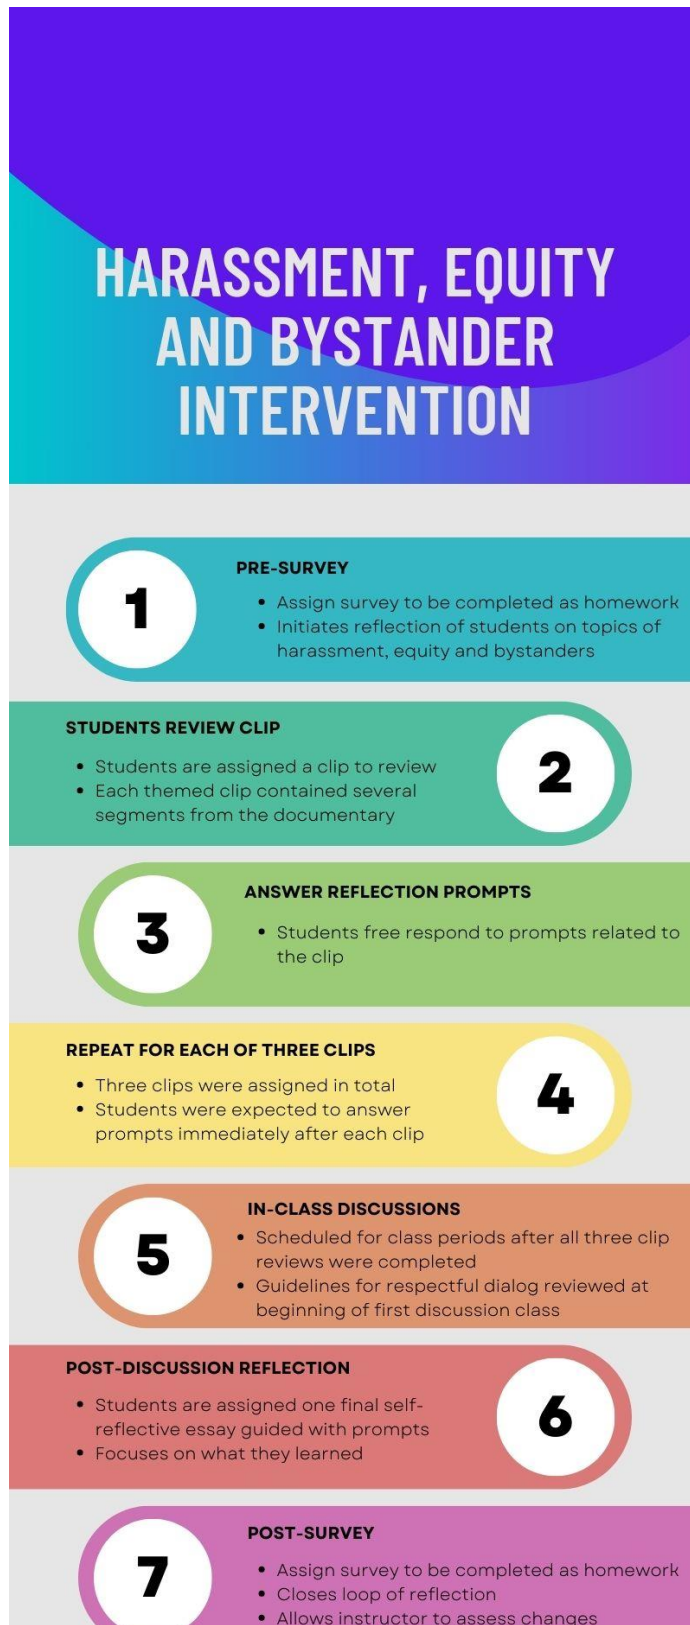 HARASSMENT, EQUITY
AND BYSTANDER
INTERVENTION
1
PRE-SURVEY
• Assign survey to be completed as homework
• Initiates reflection of students on topics of
harassment, equity and bystanders
STUDENTS REVIEW CLIP
• Students are assigned a clip to review
• Each themed clip contained several
segments from the documentary
2
3
ANSWER REFLECTION PROMPTS
• Students free respond to prompts related to
the clip
REPEAT FOR EACH OF THREE CLIPS
• Three clips were assigned in total
• Students were expected to answer
prompts immediately after each clip
4
5
IN-CLASS DISCUSSIONS
• Scheduled for class periods after all three clip
reviews were completed
• Guidelines for respectful dialog reviewed at
beginning of first discussion class
POST-DISCUSSION REFLECTION
• Students are assigned one final self-
reflective essay guided with prompts
• Focuses on what they learned
6
7
POST-SURVEY
• Assign survey to be completed as homework
• Closes loop of reflection
• Allows instructor to assess changes